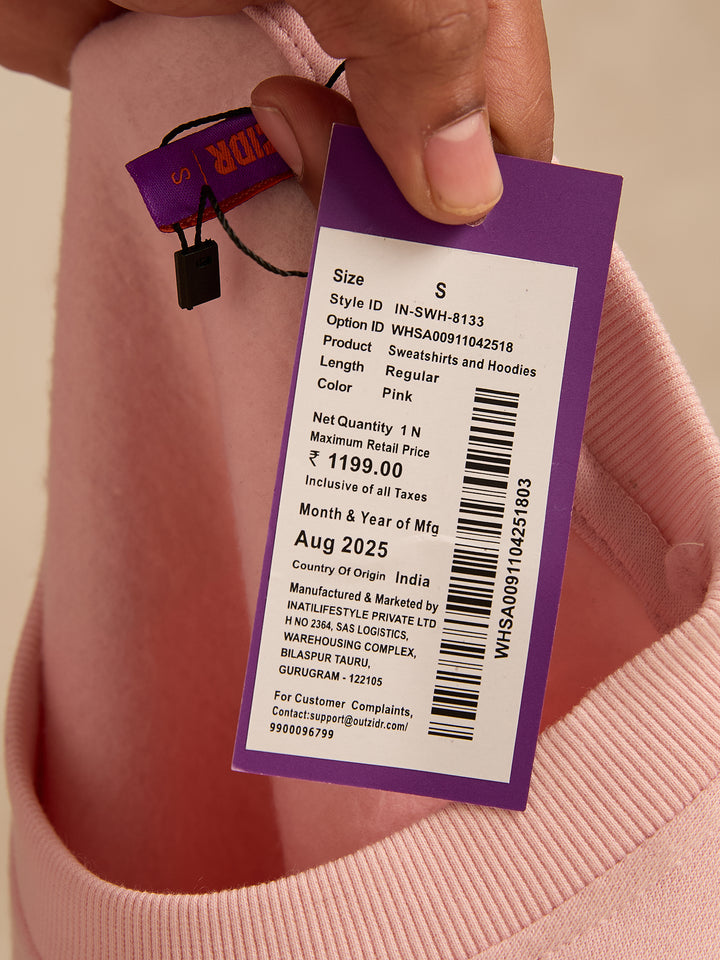 ZIDR
S
Size S
Style ID IN-SWH-8133
Option ID WHSA00911042518
Product Sweatshirts and Hoodies
Length Regular
Color Pink
Net Quantity 1 N
Maximum Retail Price
₹ 1199.00
Inclusive of all Taxes
Month & Year of Mfg
Aug 2025
Country Of Origin India
Manufactured & Marketed by
INATILIFESTYLE PRIVATE LTD
H NO 2364, SAS LOGISTICS,
WAREHOUSING COMPLEX,
BILASPUR TAURU,
GURUGRAM - 122105
For Customer Complaints,
Contact:support@outzidr.com/
9900096799
WHSA0091104251803